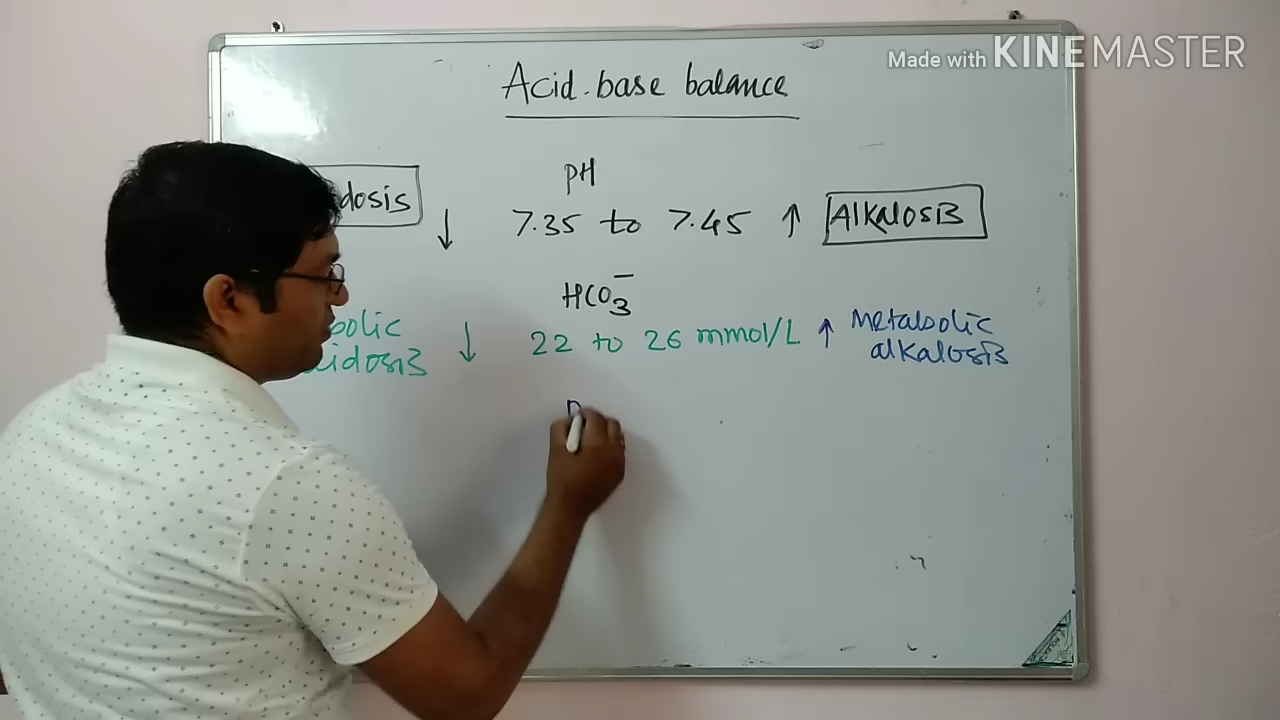 Made with KINEMASTER
Acid-base balance
PH
dosis ↓ 7.35 to 7.45 ↑ Alkalosis
HCO3⁻
bolic ↓ 22 to 26 mmol/L ↑ Metabolic
idosis alkalosis